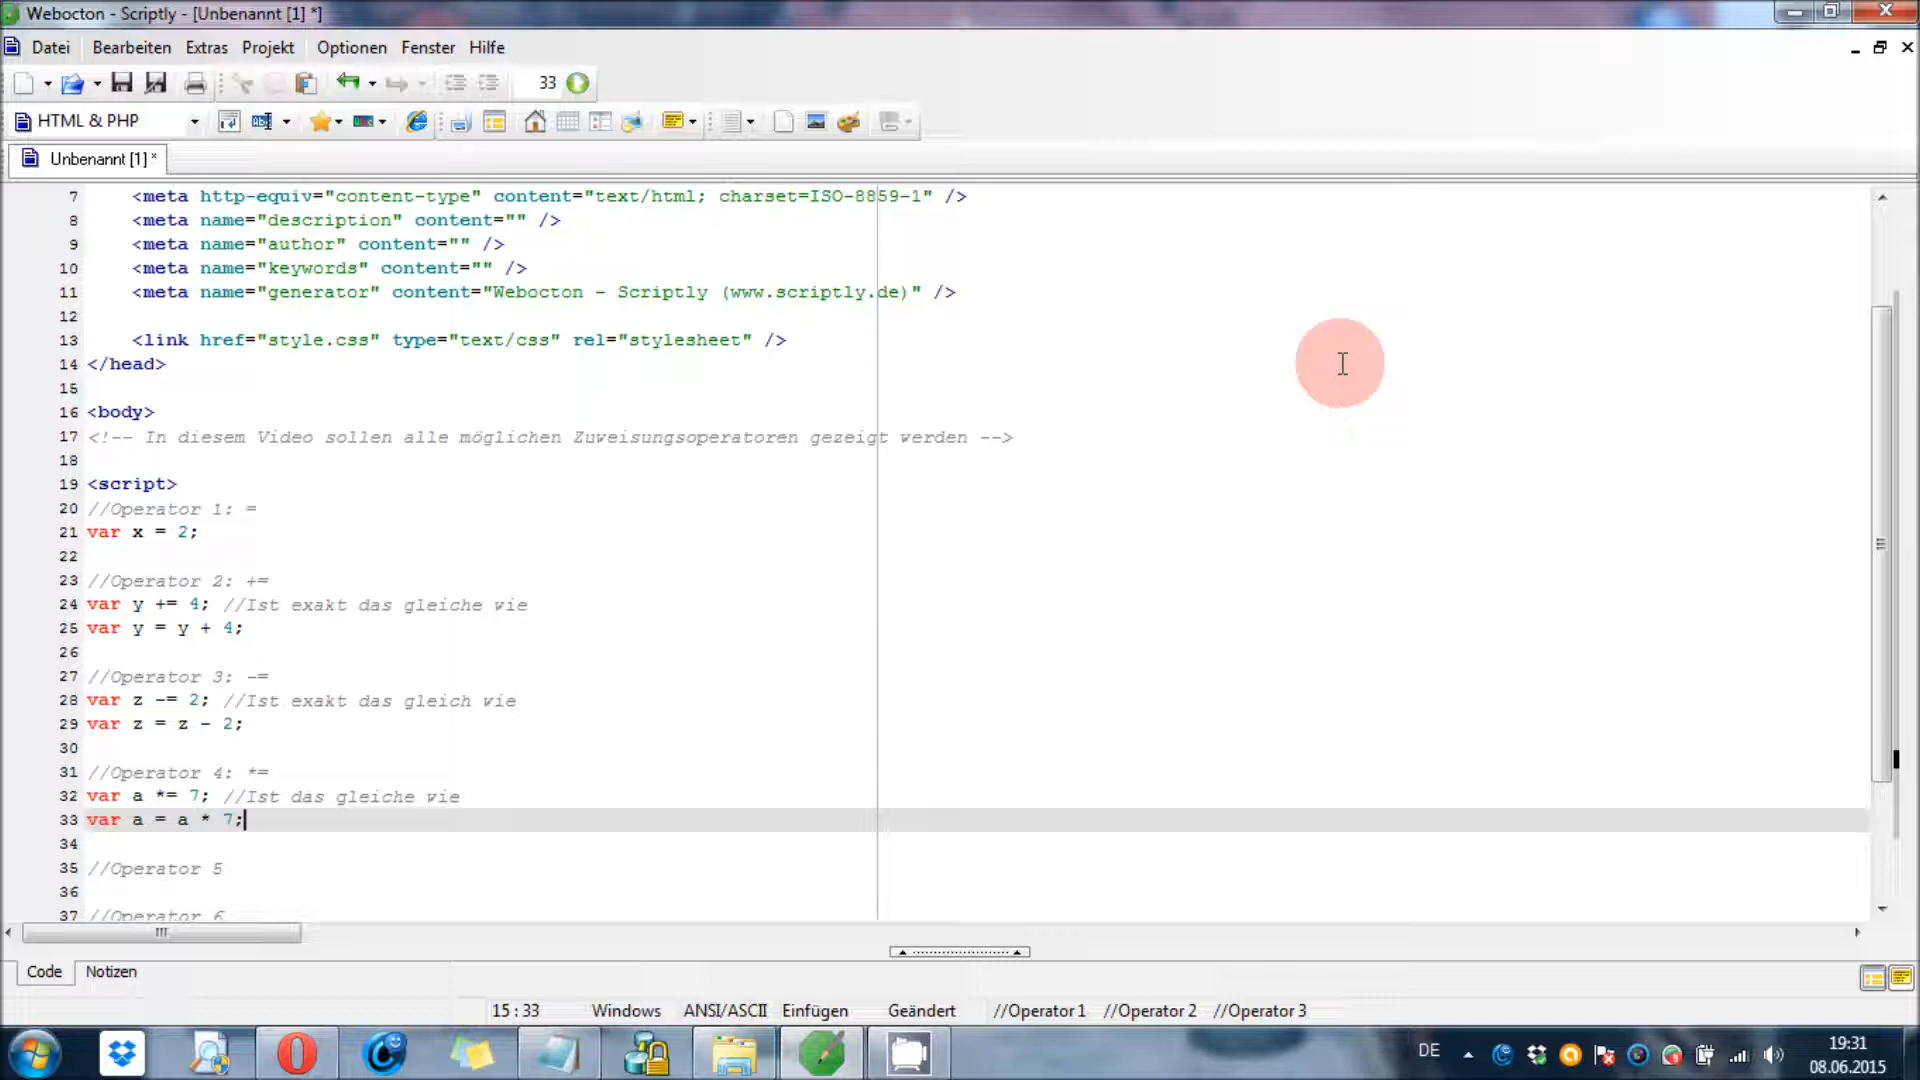 Webocton - Scriptly - [Unbenannt [1] *]
Datei Bearbeiten Extras Projekt Optionen Fenster Hilfe
33
HTML & PHP
Unbenannt [1] *
7 <meta http-equiv="content-type" content="text/html; charset=ISO-8859-1" />
8 <meta name="description" content="" />
9 <meta name="author" content="" />
10 <meta name="keywords" content="" />
11 <meta name="generator" content="Webocton - Scriptly (www.scriptly.de)" />
12
13 <link href="style.css" type="text/css" rel="stylesheet" />
14 </head>
15
16 <body>
17 <!-- In diesem Video sollen alle möglichen Zuweisungsoperatoren gezeigt werden -->
18
19 <script>
20 //Operator 1: =
21 var x = 2;
22
23 //Operator 2: +=
24 var y += 4; //Ist exakt das gleiche wie
25 var y = y + 4;
26
27 //Operator 3: -=
28 var z -= 2; //Ist exakt das gleich wie
29 var z = z - 2;
30
31 //Operator 4: *=
32 var a *= 7; //Ist das gleiche wie
33 var a = a * 7;
34
35 //Operator 5
36
37 //Operator 6
Code Notizen
15 : 33 Windows ANSI/ASCII Einfügen Geändert //Operator 1 //Operator 2 //Operator 3
DE 19:31
08.06.2015